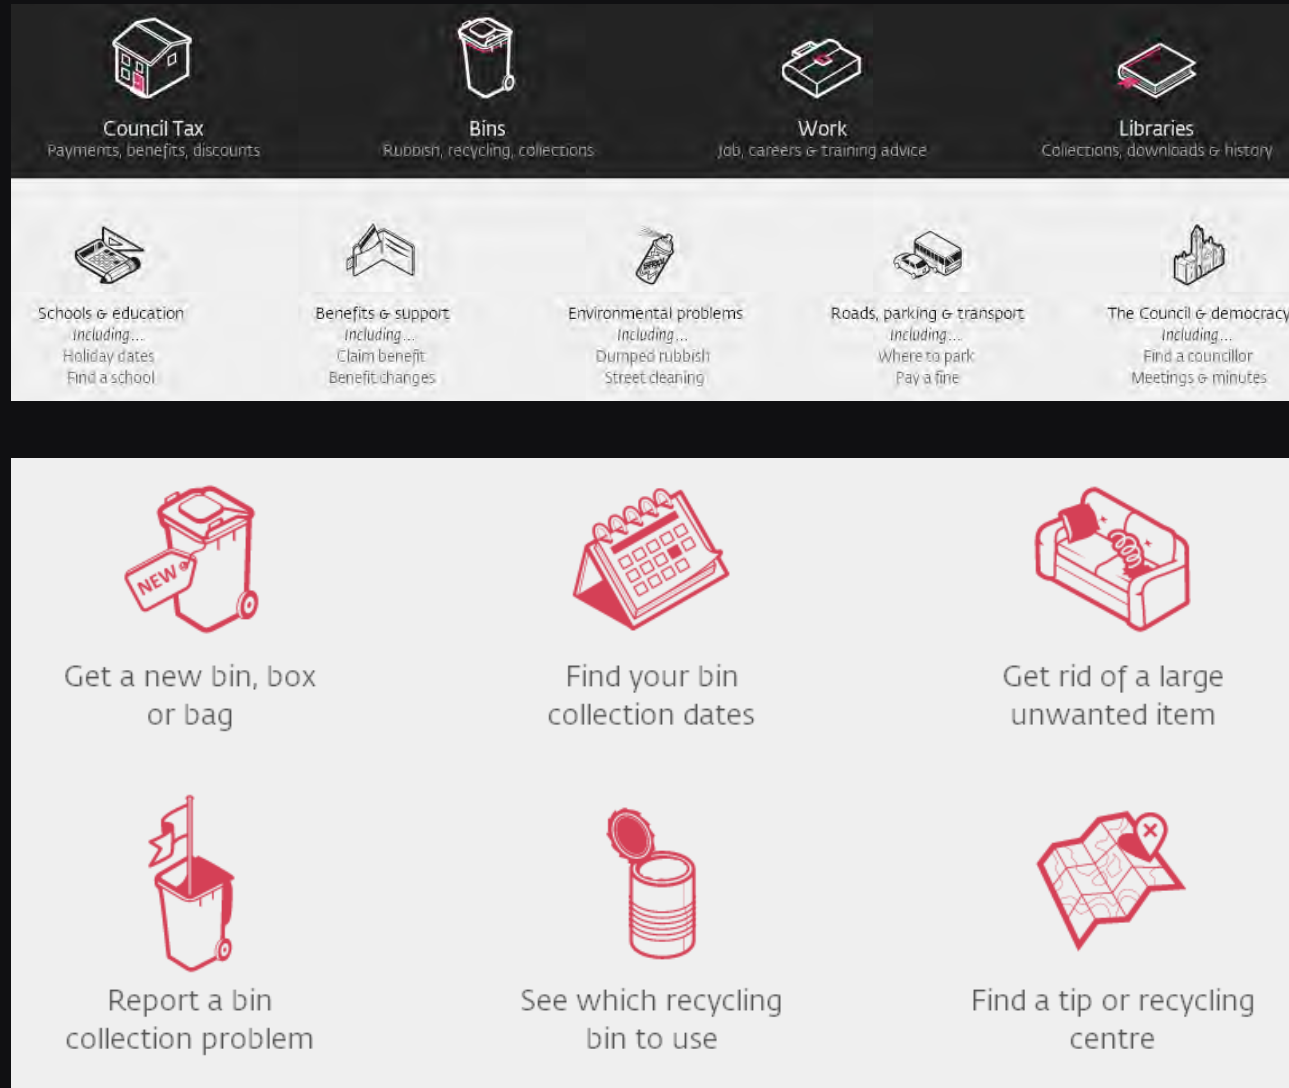 Council Tax
Payments, benefits, discounts
Bins
Rubbish, recycling, collections
Work
Job, careers & training advice
Libraries
Collections, downloads & history
Schools & education
Including...
Holiday dates
Find a school
Benefits & support
Including...
Claim benefit
Benefit changes
Environmental problems
Including...
Dumped rubbish
Street cleaning
Roads, parking & transport
Including...
Where to park
Pay a fine
The Council & democracy
Including...
Find a councillor
Meetings & minutes
NEW
Get a new bin, box
or bag
Find your bin
collection dates
Get rid of a large
unwanted item
Report a bin
collection problem
See which recycling
bin to use
Find a tip or recycling
centre